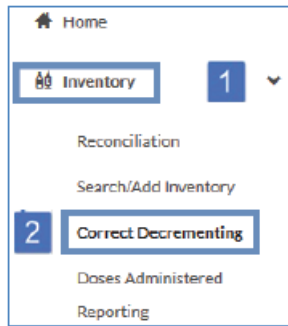 Home
Inventory 1
Reconciliation
Search/Add Inventory
2 Correct Decrementing
Doses Administered
Reporting